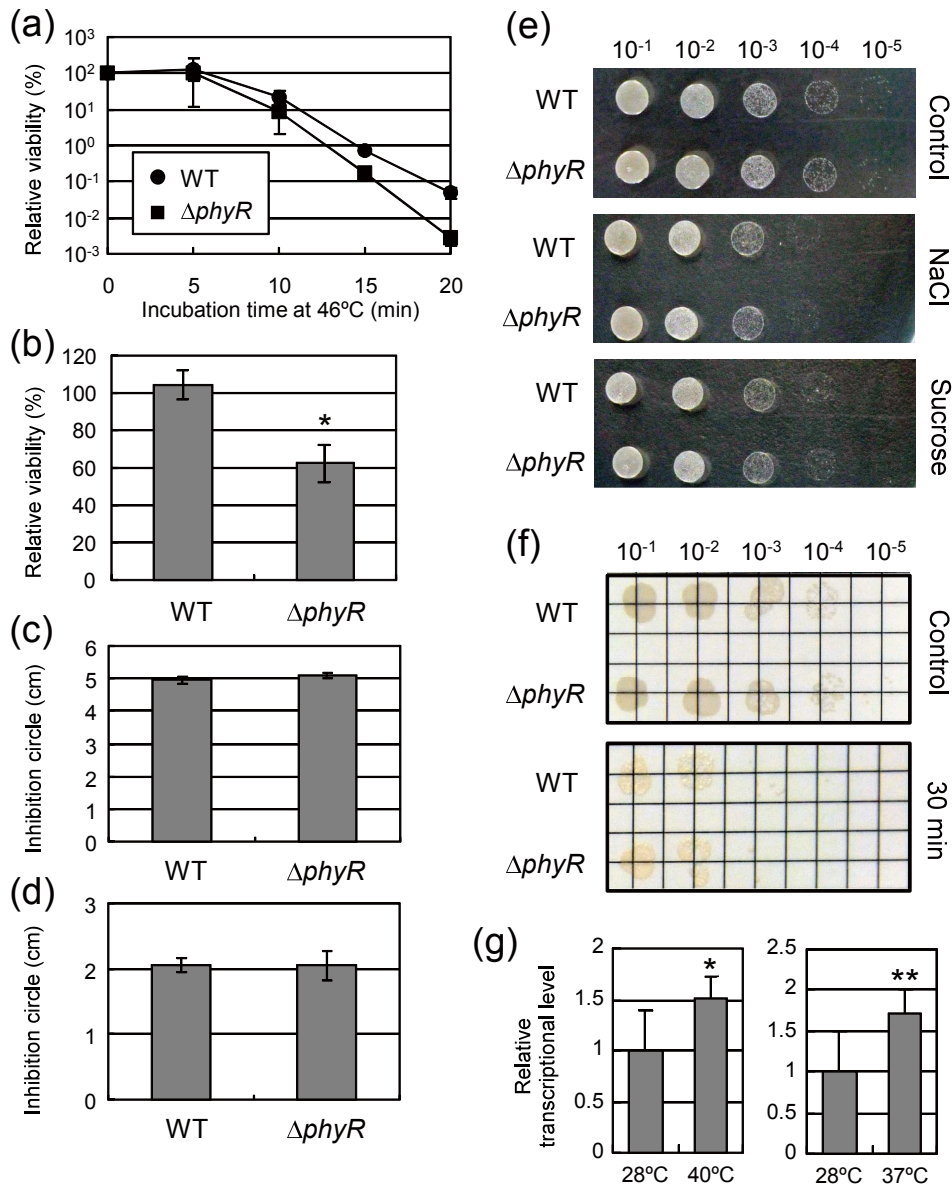 (a)
Relative viability (%)
10³
10²
10¹
10⁰
10⁻¹
10⁻²
10⁻³
WT
ΔphyR
0 5 10 15 20
Incubation time at 46ºC (min)
(b)
Relative viability (%)
120
100
80
60
40
20
0
*
WT ΔphyR
(c)
Inhibition circle (cm)
6
5
4
3
2
1
0
WT ΔphyR
(d)
Inhibition circle (cm)
3
2
1
0
WT ΔphyR
(e)
10⁻¹ 10⁻² 10⁻³ 10⁻⁴ 10⁻⁵
WT
ΔphyR
Control
WT
ΔphyR
NaCl
WT
ΔphyR
Sucrose
(f)
10⁻¹ 10⁻² 10⁻³ 10⁻⁴ 10⁻⁵
WT
ΔphyR
Control
WT
ΔphyR
30 min
(g)
Relative
transcriptional level
2
1.5
1
0.5
0
*
28ºC 40ºC
2.5
2
1.5
1
0.5
0
**
28ºC 37ºC